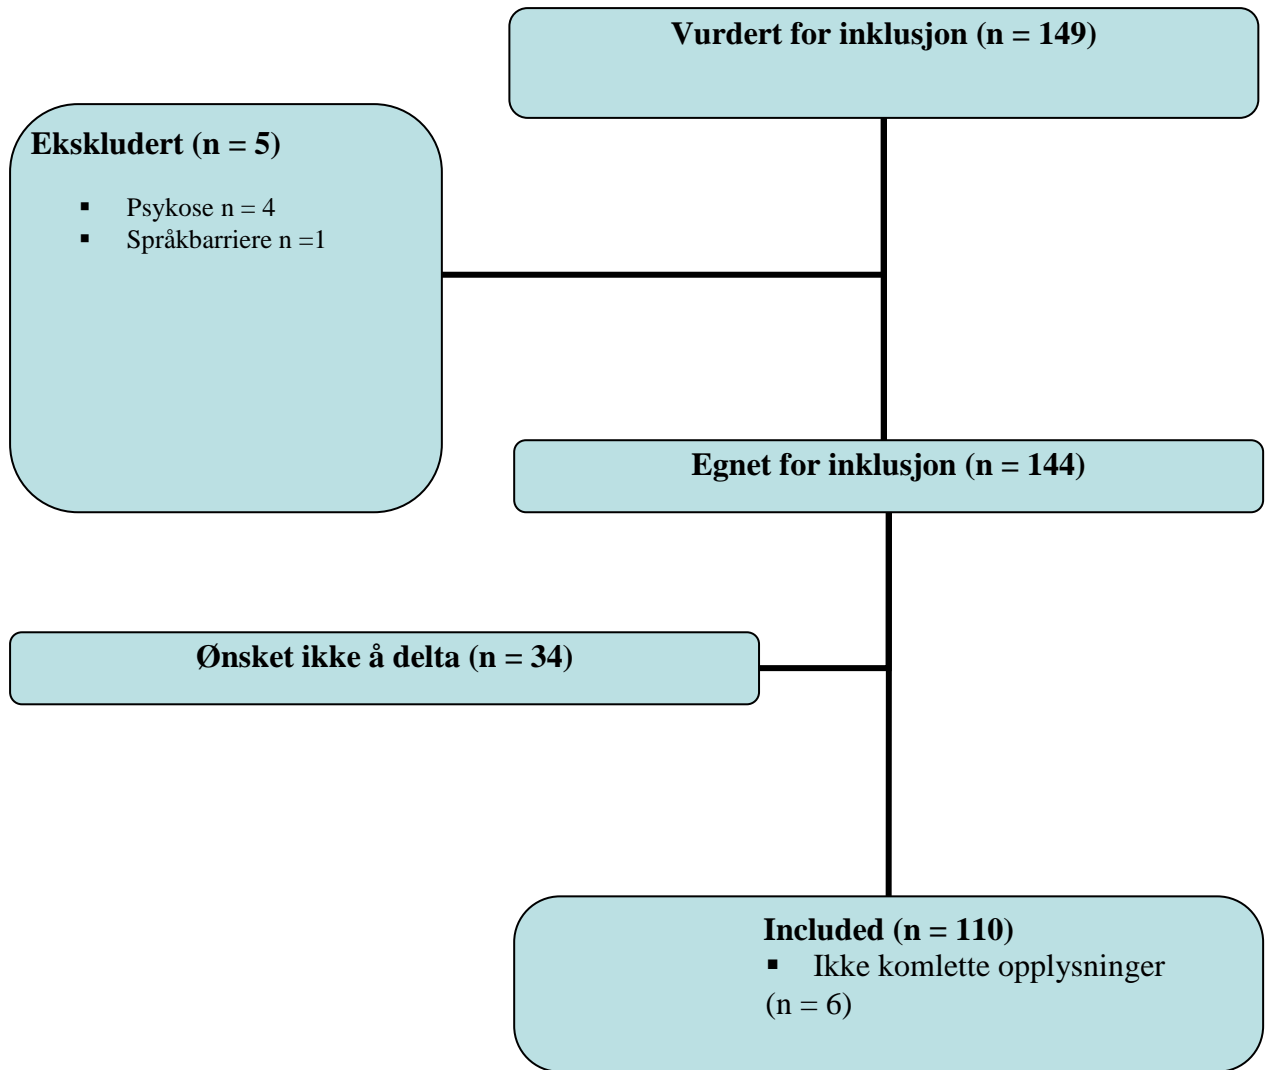 Vurdert for inklusjon (n = 149)
Ekskludert (n = 5)
▪ Psykose n = 4
▪ Språkbarriere n =1
Egnet for inklusjon (n = 144)
Ønsket ikke å delta (n = 34)
Included (n = 110)
▪ Ikke komlette opplysninger
(n = 6)